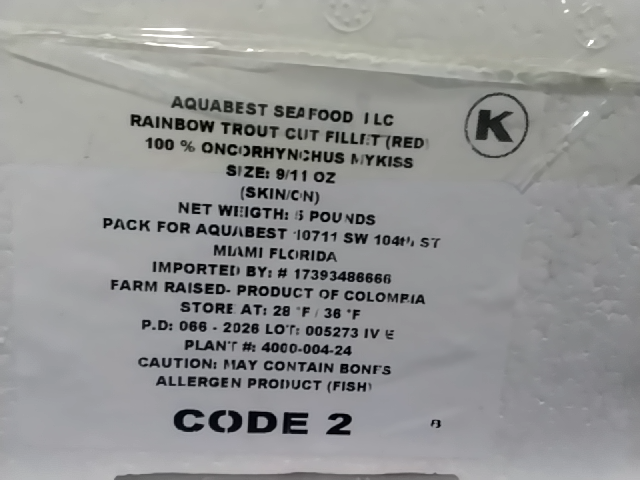 AQUABEST SEAFOOD LLC
K
RAINBOW TROUT CUT FILLET (RED)
100 % ONCORHYNCHUS MYKISS
SIZE: 9/11 OZ
(SKIN/ON)
NET WEIGTH: 5 POUNDS
PACK FOR AQUABEST 10711 SW 104th ST
MIAMI FLORIDA
IMPORTED BY: # 17393486666
FARM RAISED- PRODUCT OF COLOMBIA
STORE AT: 28 °F / 36 °F
P.D: 066 - 2026 LOT: 005273 IV E
PLANT #: 4000-004-24
CAUTION: MAY CONTAIN BONES
ALLERGEN PRODUCT (FISH)
CODE 2